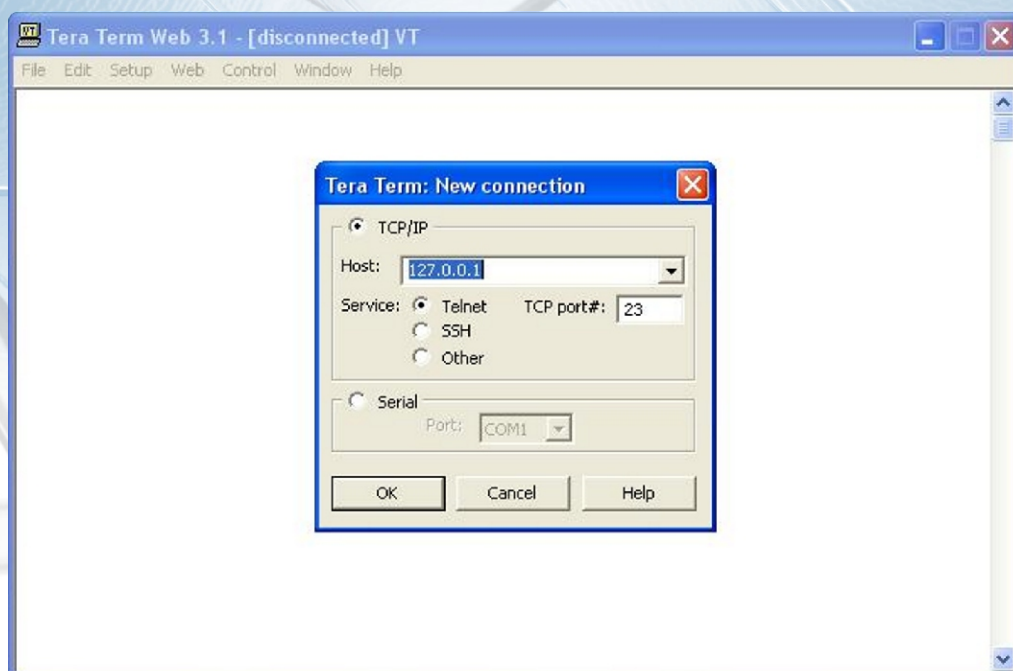 VT
Tera Term Web 3.1 - [disconnected] VT
File Edit Setup Web Control Window Help
Tera Term: New connection
TCP/IP
Host: 127.0.0.1
Service: Telnet TCP port#: 23
SSH
Other
Serial
Port: COM1
OK Cancel Help